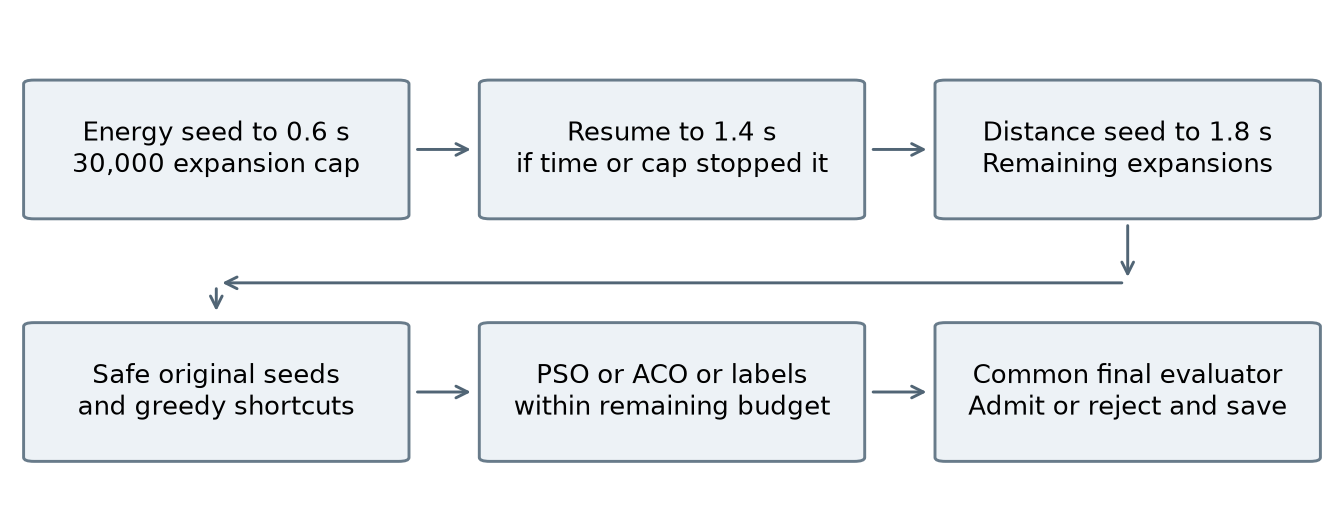 Energy seed to 0.6 s
30,000 expansion cap
Resume to 1.4 s
if time or cap stopped it
Distance seed to 1.8 s
Remaining expansions
Safe original seeds
and greedy shortcuts
PSO or ACO or labels
within remaining budget
Common final evaluator
Admit or reject and save